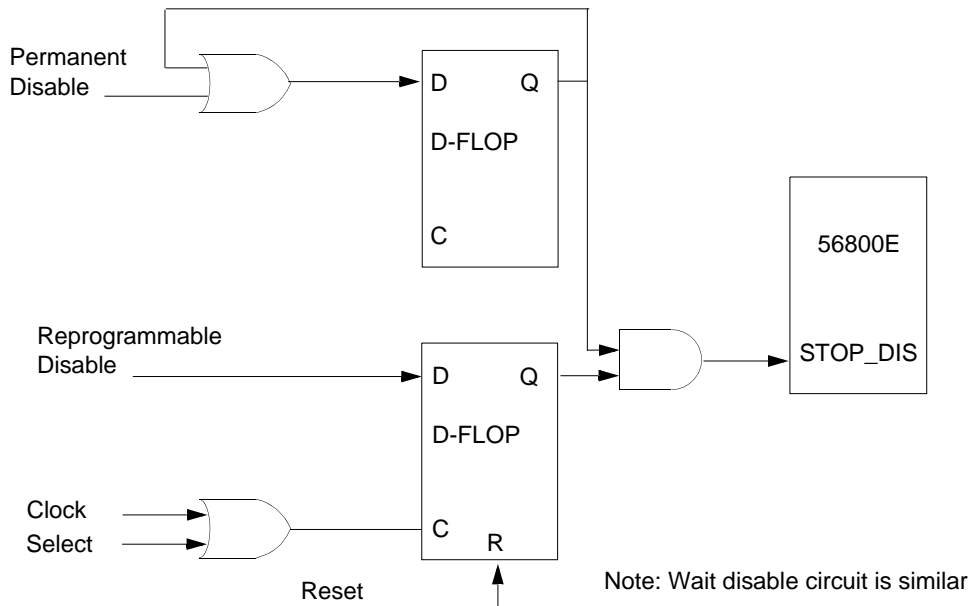 Permanent
Disable
D
Q
D-FLOP
C
56800E
STOP_DIS
Reprogrammable
Disable
D
Q
D-FLOP
Clock
Select
C
R
Reset
Note: Wait disable circuit is similar